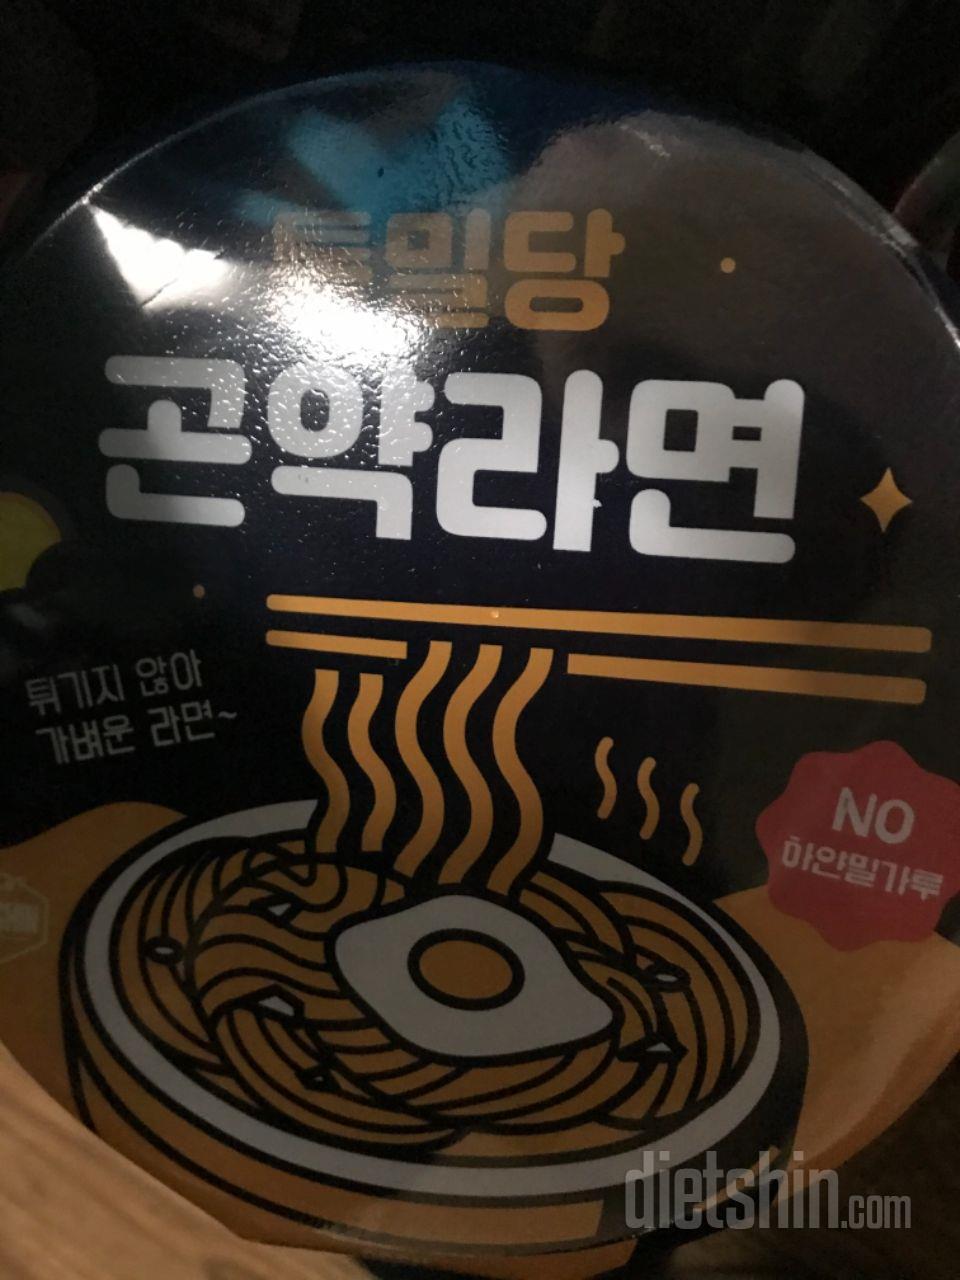 통밀당
곤약라면
튀기지 않아
가벼운 라면~
NO
하얀밀가루
dietshin.com